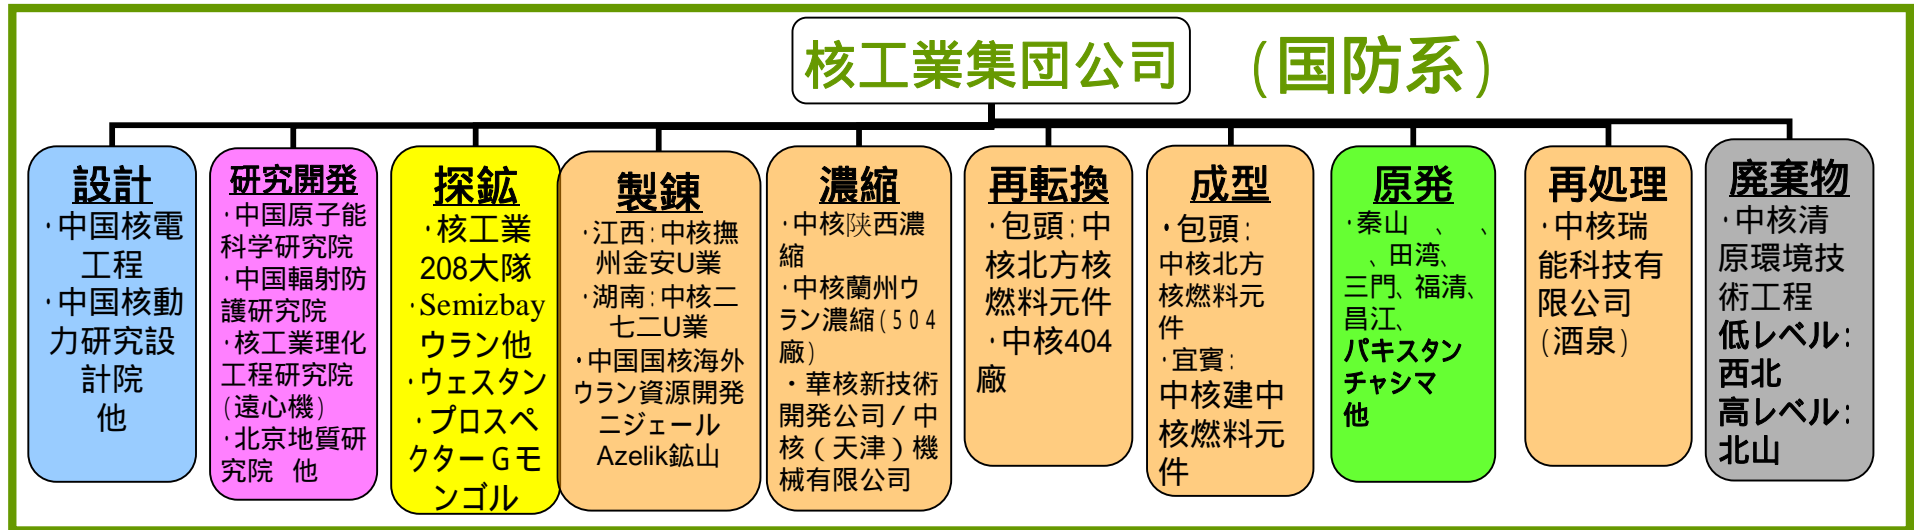 核工業集団公司 (国防系)
設計
・中国核電
工程
・中国核動
力研究設
計院
他
研究開発
・中国原子能
科学研究院
・中国輻射防
護研究院
・核工業理化
工程研究院
(遠心機)
・北京地質研
究院 他
探鉱
・核工業
208大隊
・Semizbay
ウラン他
・ウェスタン
・プロスペ
クターGモ
ンゴル
製錬
・江西:中核撫
州金安U業
・湖南:中核二
七二U業
・中国国核海外
ウラン資源開発
ニジェール
Azelik鉱山
濃縮
・中核陕西濃
縮
・中核蘭州ウ
ラン濃縮(504
廠)
・華核新技術
開発公司/中
核(天津)機
械有限公司
再転換
・包頭:中
核北方核
燃料元件
・中核404
廠
成型
・包頭:
中核北方
核燃料元
件
・宜賓:
中核建中
核燃料元
件
原発
・秦山 、 、
、田湾、
三門、福清、
昌江、
パキスタン
チャシマ
他
再処理
・中核瑞
能科技有
限公司
(酒泉)
廃棄物
・中核清
原環境技
術工程
低レベル:
西北
高レベル:
北山